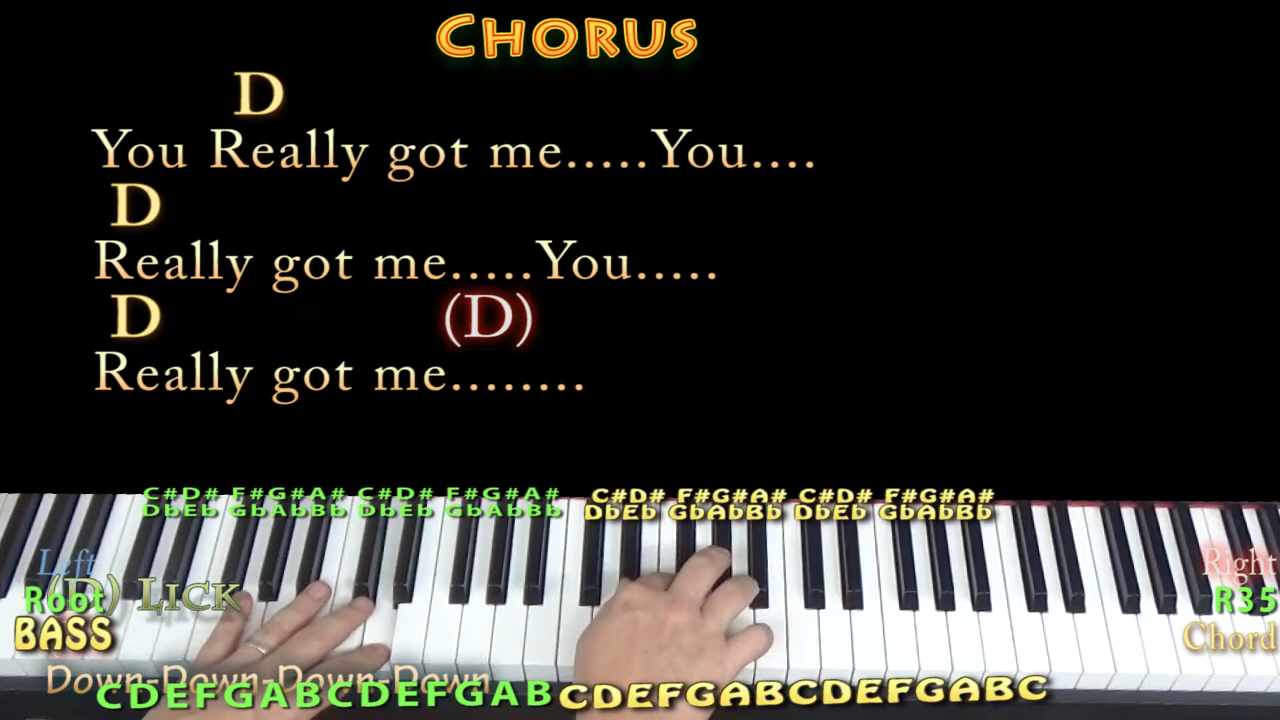 CHORUS
D
You Really got me.....You....
D
Really got me.....You.....
D (D)
Really got me........
C#D# F#G#A# C#D# F#G#A# C#D# F#G#A# C#D# F#G#A#
DbEb GbAbBb DbEb GbAbBb DbEb GbAbBb DbEb GbAbBb
Left Right
(D) LICK
Root R35
BASS Chord
Down-Down-Down-Down
CDEFGABCDEFGAB CDEFGABCDEFGABC